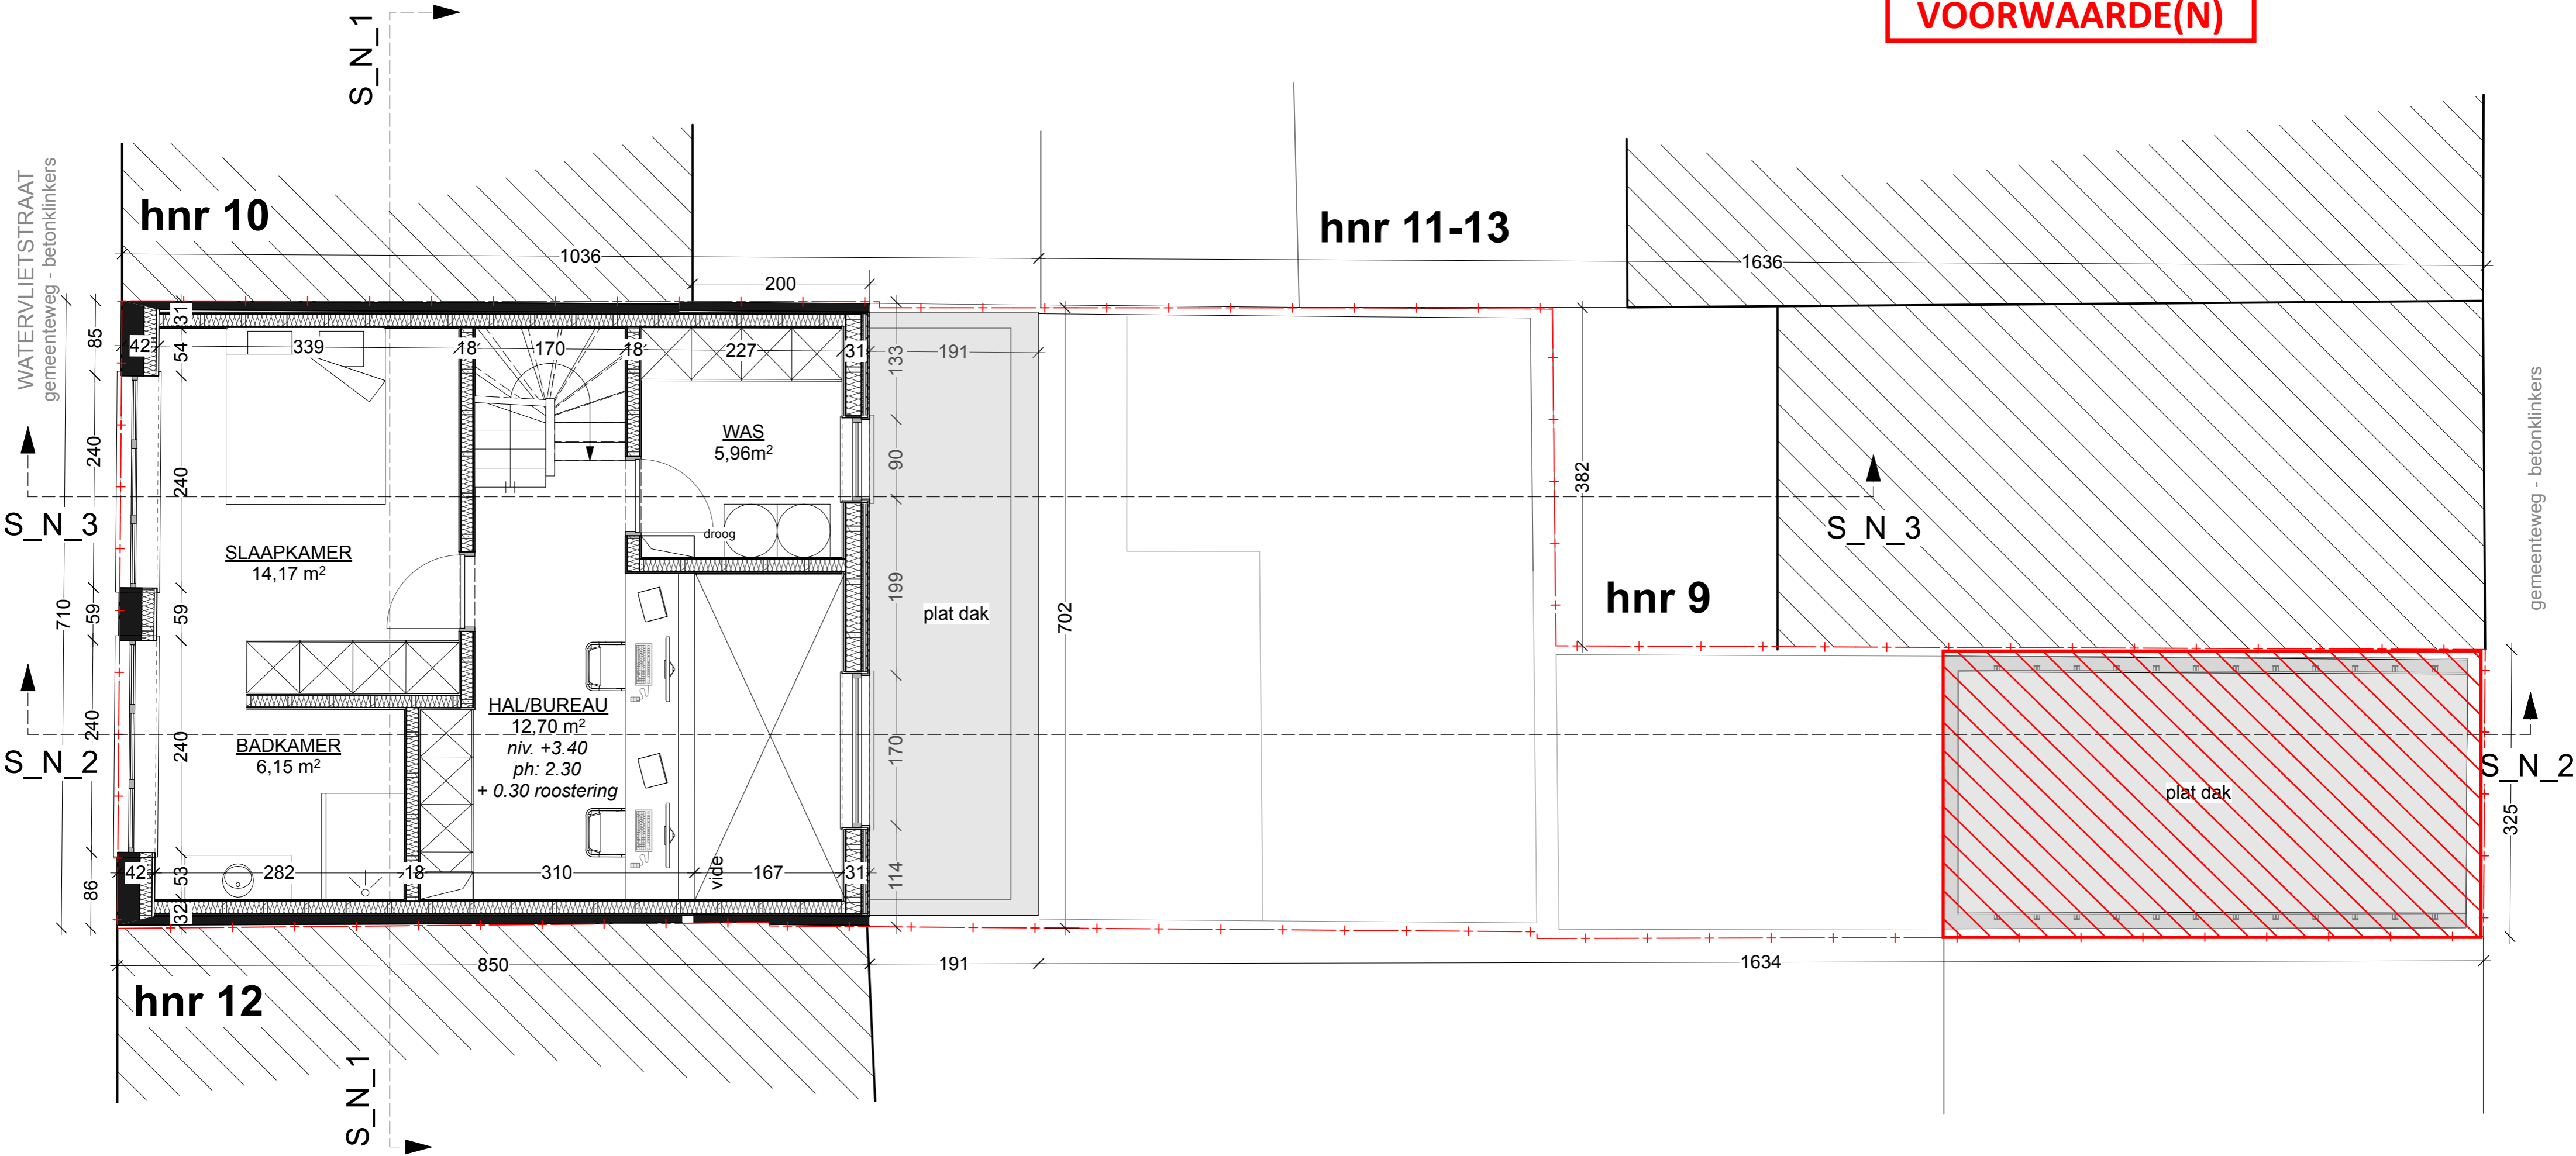 VOORWAARDE(N)
S_N_1
WATERVLIETSTRAAT
gemeenteweg - betonklinkers
hnr 10
hnr 11-13
1036
1636
200
85
31
54
42
339
18
170
18
227
31
133
191
240
240
90
382
WAS
5,96m²
droog
S_N_3
S_N_3
SLAAPKAMER
14,17 m²
gemeenteweg - betonklinkers
710
59
59
199
plat dak
702
hnr 9
HAL/BUREAU
12,70 m²
niv. +3.40
ph: 2.30
+ 0.30 roostering
BADKAMER
6,15 m²
240
240
170
S_N_2
S_N_2
plat dak
325
86
42
53
32
282
18
310
vide
167
31
114
850
191
1634
hnr 12
S_N_1